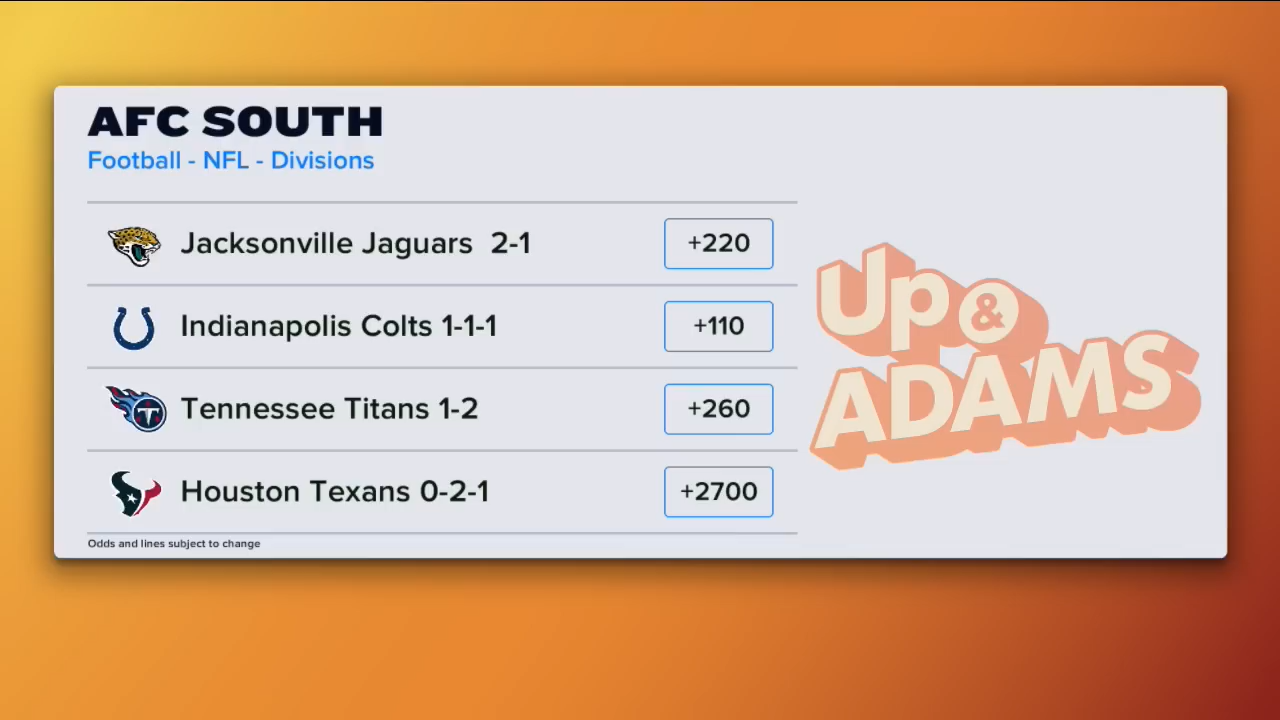 AFC SOUTH
Football - NFL - Divisions
Jacksonville Jaguars 2-1 +220
Indianapolis Colts 1-1-1 +110
Tennessee Titans 1-2 +260
Houston Texans 0-2-1 +2700
Odds and lines subject to change
Up &
ADAMS